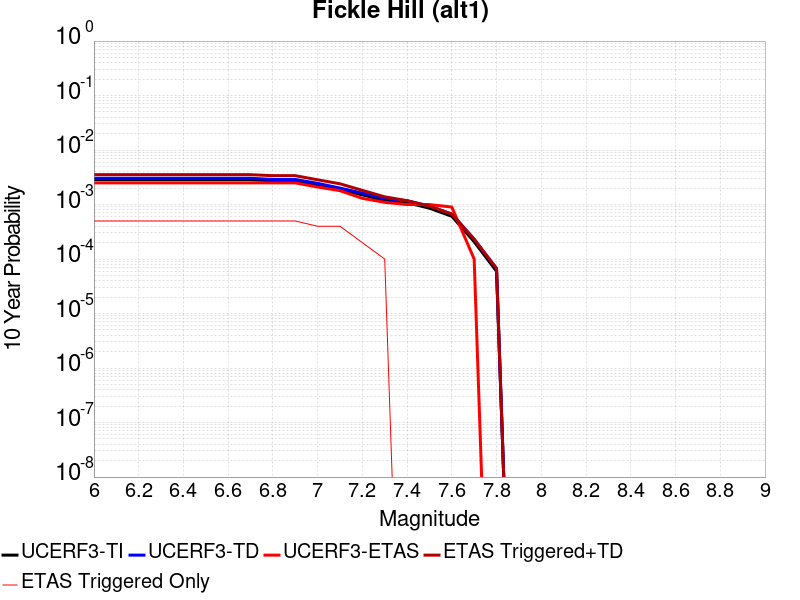 Fickle Hill (alt1)
10 Year Probability
10 0
10 -1
10 -2
10 -3
10 -4
10 -5
10 -6
10 -7
10 -8
6 6.2 6.4 6.6 6.8 7 7.2 7.4 7.6 7.8 8 8.2 8.4 8.6 8.8 9
Magnitude
UCERF3-TI UCERF3-TD UCERF3-ETAS ETAS Triggered+TD
ETAS Triggered Only